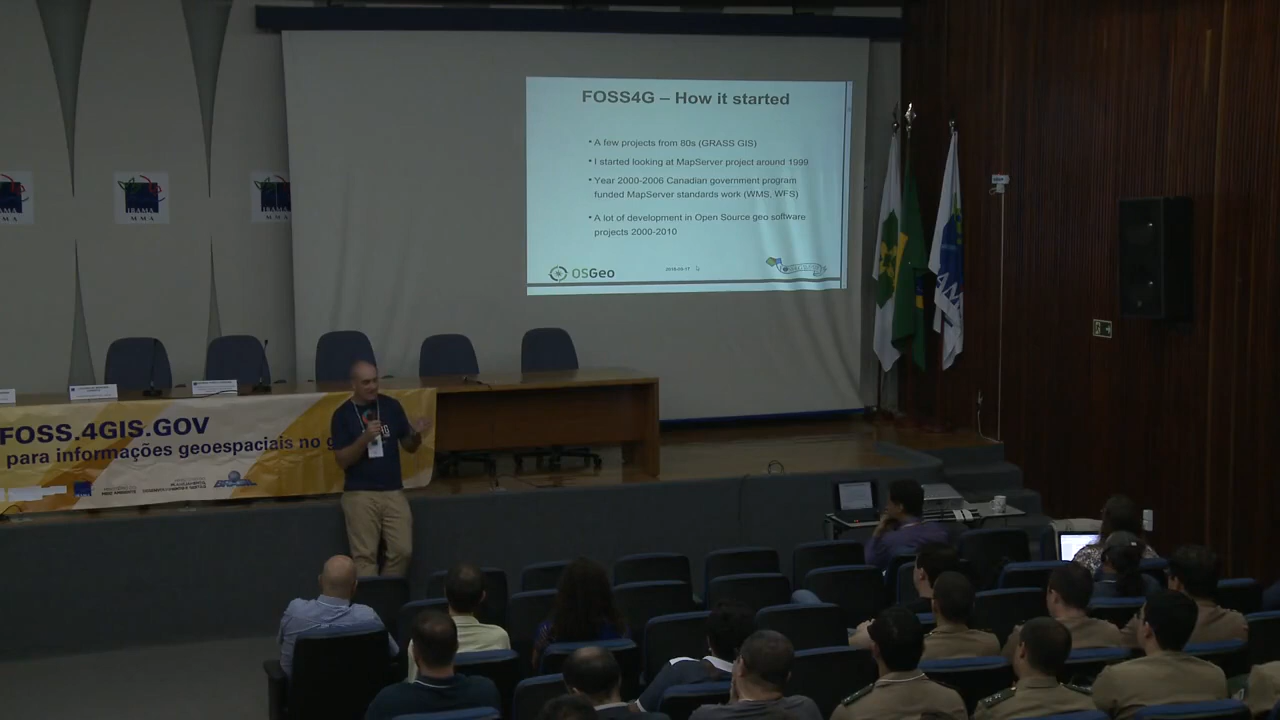 FOSS4G – How it started
• A few projects from 80s (GRASS GIS)
• I started looking at MapServer project around 1999
• Year 2000-2006 Canadian government program
funded MapServer standards work (WMS, WFS)
• A lot of development in Open Source geo software
projects 2000-2010
OSGeo
IBAMA
M M A
IBAMA
M M A
IBAMA
M M A
FOSS.4GIS.GOV
para informações geoespaciais no g